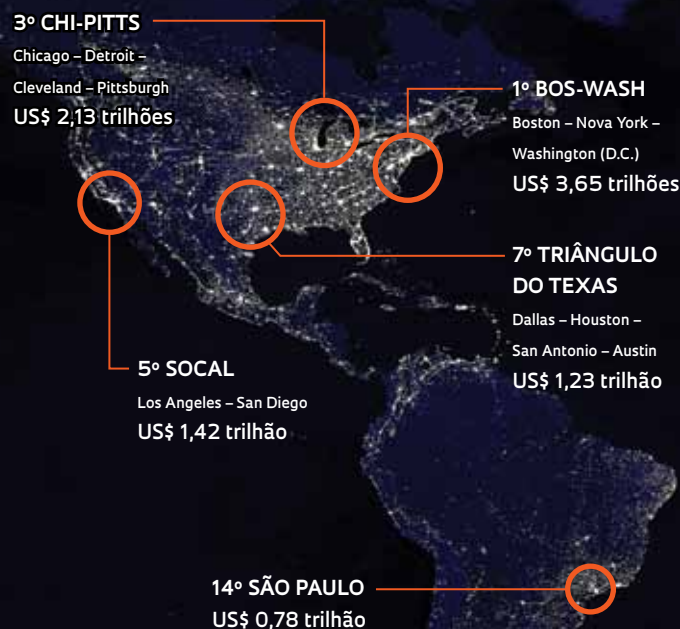 3º CHI-PITTS
Chicago – Detroit –
Cleveland – Pittsburgh
US$ 2,13 trilhões
1º BOS-WASH
Boston – Nova York –
Washington (D.C.)
US$ 3,65 trilhões
7º TRIÂNGULO
DO TEXAS
Dallas – Houston –
San Antonio – Austin
US$ 1,23 trilhão
5º SOCAL
Los Angeles – San Diego
US$ 1,42 trilhão
14º SÃO PAULO
US$ 0,78 trilhão